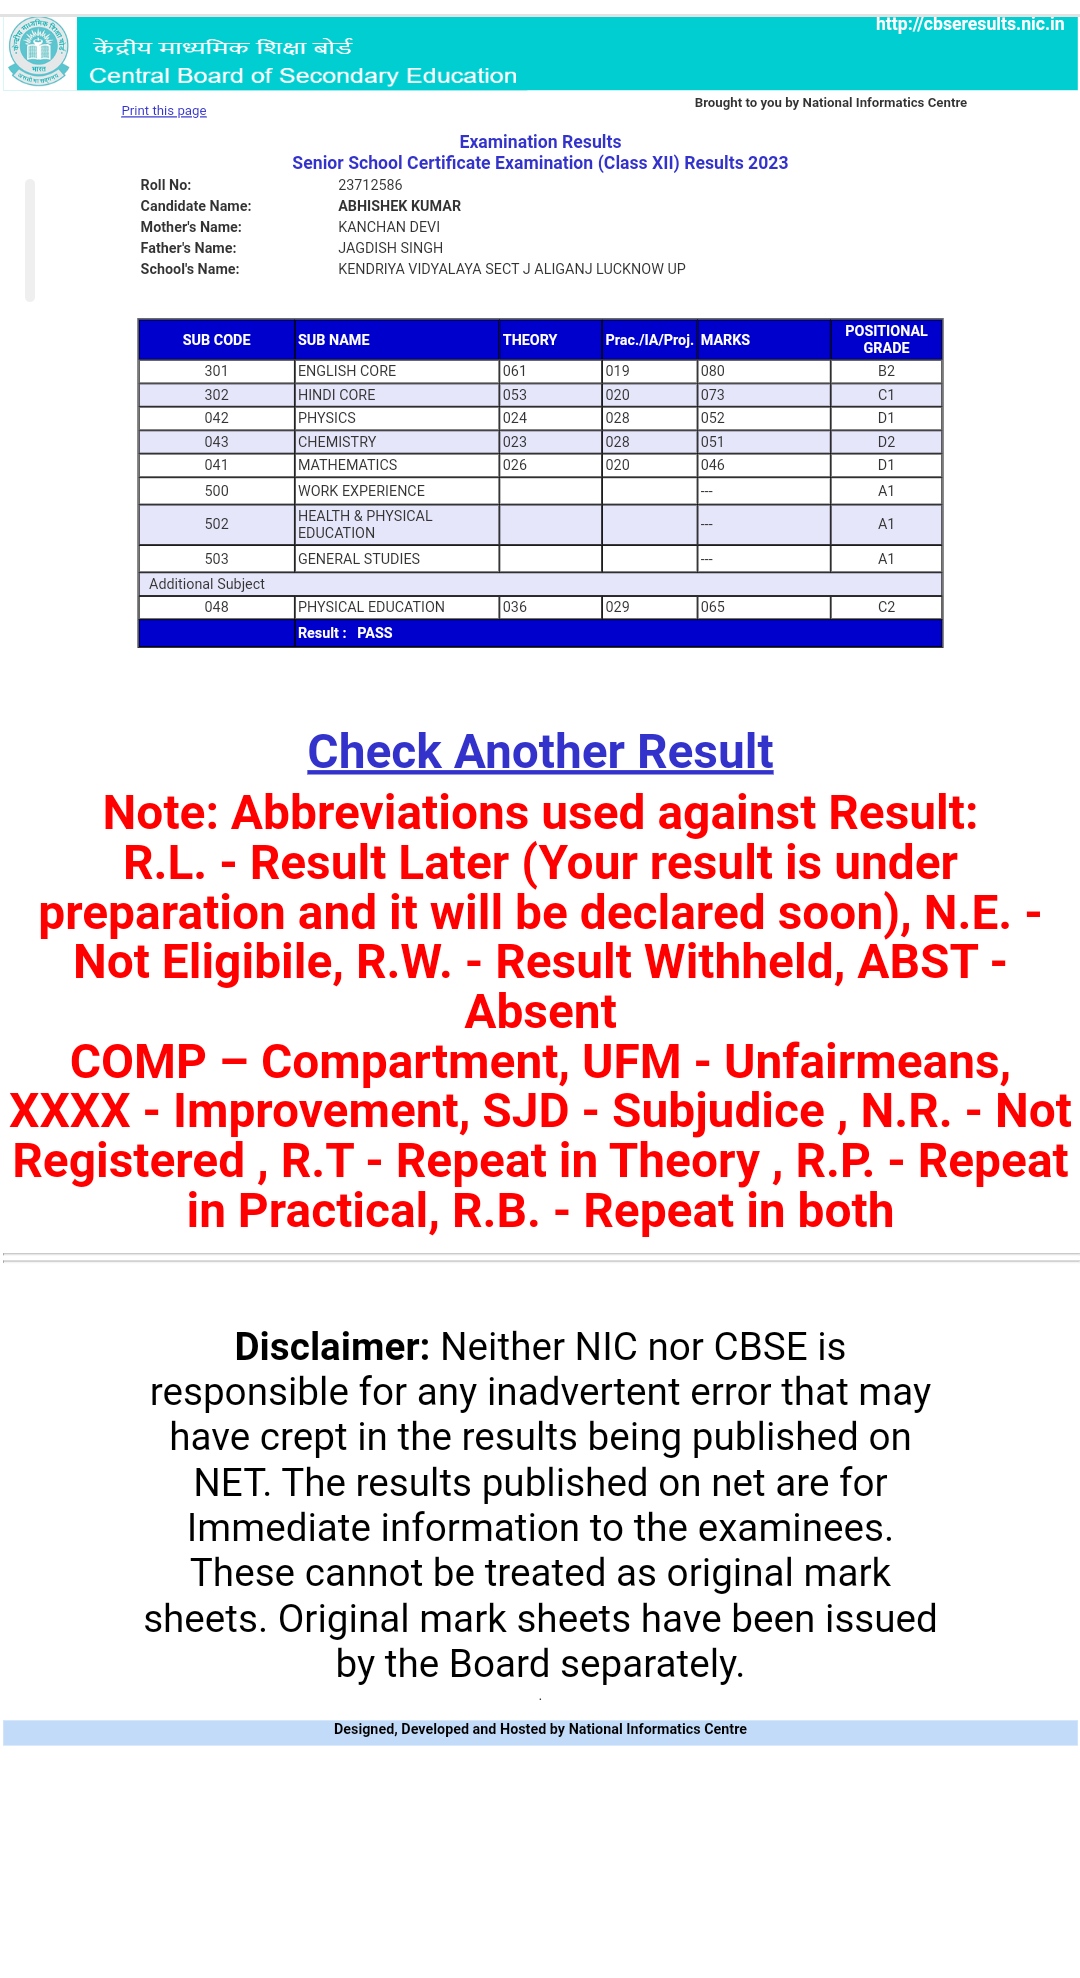 http://cbseresults.nic.in
केंद्रीय माध्यमिक शिक्षा बोर्ड
Central Board of Secondary Education
Print this page
Brought to you by National Informatics Centre
Examination Results
Senior School Certificate Examination (Class XII) Results 2023
Roll No: 23712586
Candidate Name: ABHISHEK KUMAR
Mother's Name: KANCHAN DEVI
Father's Name: JAGDISH SINGH
School's Name: KENDRIYA VIDYALAYA SECT J ALIGANJ LUCKNOW UP
SUB CODE SUB NAME THEORY Prac./IA/Proj. MARKS POSITIONAL GRADE
301 ENGLISH CORE 061 019 080 B2
302 HINDI CORE 053 020 073 C1
042 PHYSICS 024 028 052 D1
043 CHEMISTRY 023 028 051 D2
041 MATHEMATICS 026 020 046 D1
500 WORK EXPERIENCE --- A1
502 HEALTH & PHYSICAL EDUCATION --- A1
503 GENERAL STUDIES --- A1
Additional Subject
048 PHYSICAL EDUCATION 036 029 065 C2
Result : PASS
Check Another Result
Note: Abbreviations used against Result:
R.L. - Result Later (Your result is under
preparation and it will be declared soon), N.E. -
Not Eligibile, R.W. - Result Withheld, ABST -
Absent
COMP – Compartment, UFM - Unfairmeans,
XXXX - Improvement, SJD - Subjudice , N.R. - Not
Registered , R.T - Repeat in Theory , R.P. - Repeat
in Practical, R.B. - Repeat in both
Disclaimer: Neither NIC nor CBSE is
responsible for any inadvertent error that may
have crept in the results being published on
NET. The results published on net are for
Immediate information to the examinees.
These cannot be treated as original mark
sheets. Original mark sheets have been issued
by the Board separately.
.
Designed, Developed and Hosted by National Informatics Centre